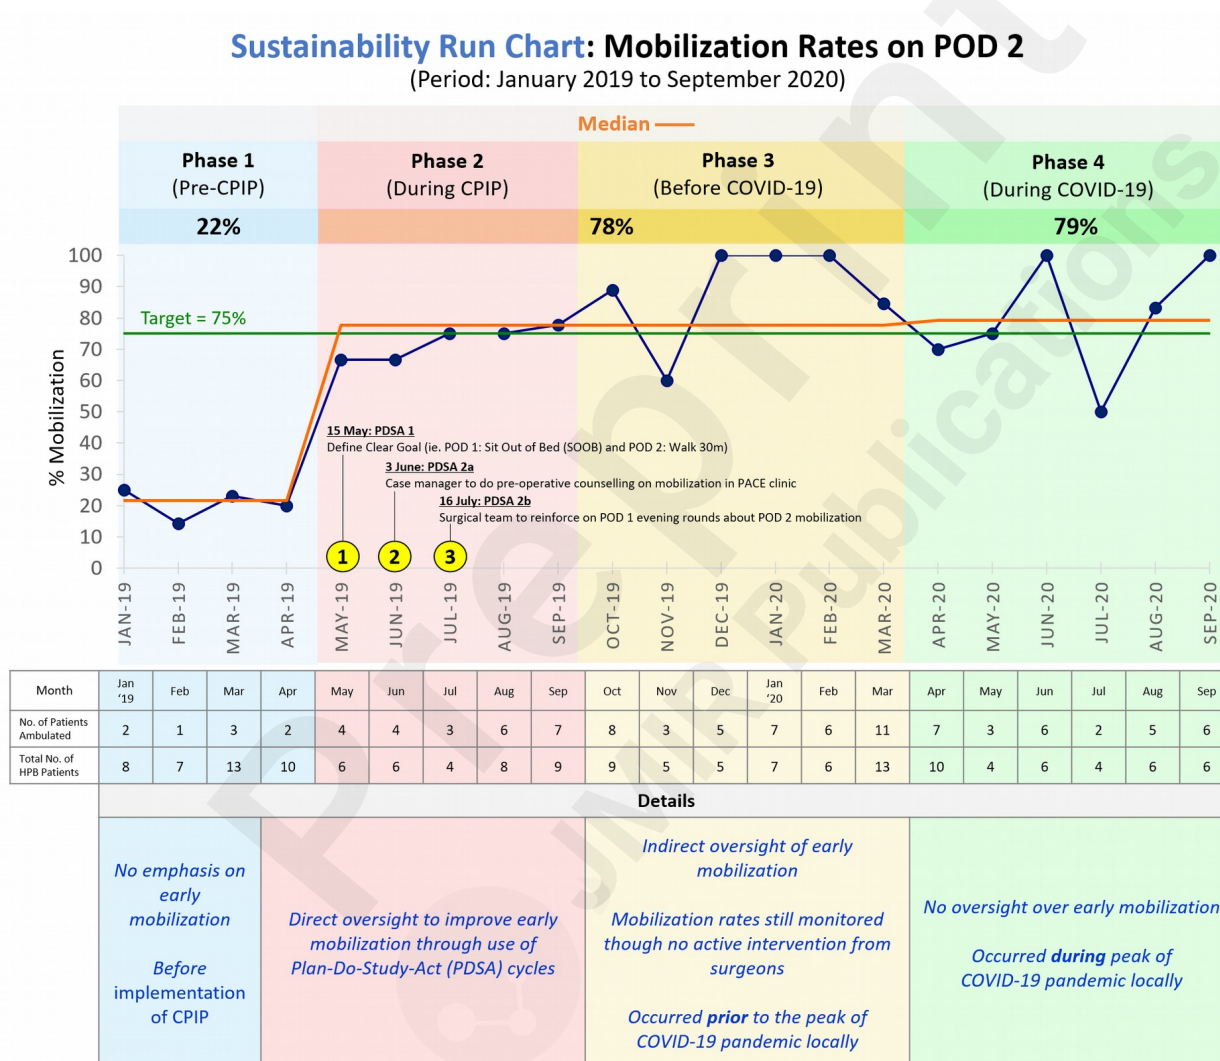 Sustainability Run Chart: Mobilization Rates on POD 2
(Period: January 2019 to September 2020)
Median
Phase 1
(Pre-CPIP)
22%
Phase 2
(During CPIP)
Phase 3
(Before COVID-19)
78%
Phase 4
(During COVID-19)
79%
% Mobilization
100
90
80
70
60
50
40
30
20
10
0
Target = 75%
15 May: PDSA 1
Define Clear Goal (ie. POD 1: Sit Out of Bed (SOOB) and POD 2: Walk 30m)
3 June: PDSA 2a
Case manager to do pre-operative counselling on mobilization in PACE clinic
16 July: PDSA 2b
Surgical team to reinforce on POD 1 evening rounds about POD 2 mobilization
1 2 3
JAN-19 FEB-19 MAR-19 APR-19 MAY-19 JUN-19 JUL-19 AUG-19 SEP-19 OCT-19 NOV-19 DEC-19 JAN-20 FEB-20 MAR-20 APR-20 MAY-20 JUN-20 JUL-20 AUG-20 SEP-20
Month Jan '19 Feb Mar Apr May Jun Jul Aug Sep Oct Nov Dec Jan '20 Feb Mar Apr May Jun Jul Aug Sep
No. of Patients Ambulated 2 1 3 2 4 4 3 6 7 8 3 5 7 6 11 7 3 6 2 5 6
Total No. of HPB Patients 8 7 13 10 6 6 4 8 9 9 5 5 7 6 13 10 4 6 4 6 6
Details
No emphasis on
early
mobilization
Before
implementation
of CPIP
Direct oversight to improve early
mobilization through use of
Plan-Do-Study-Act (PDSA) cycles
Indirect oversight of early
mobilization
Mobilization rates still monitored
though no active intervention from
surgeons
Occurred prior to the peak of
COVID-19 pandemic locally
No oversight over early mobilization
Occurred during peak of
COVID-19 pandemic locally
Preprint
JMIR Publications